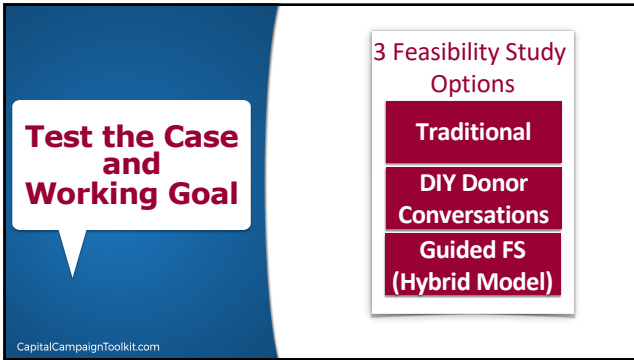 Test the Case
and
Working Goal
CapitalCampaignToolkit.com
3 Feasibility Study
Options
Traditional
DIY Donor
Conversations
Guided FS
(Hybrid Model)